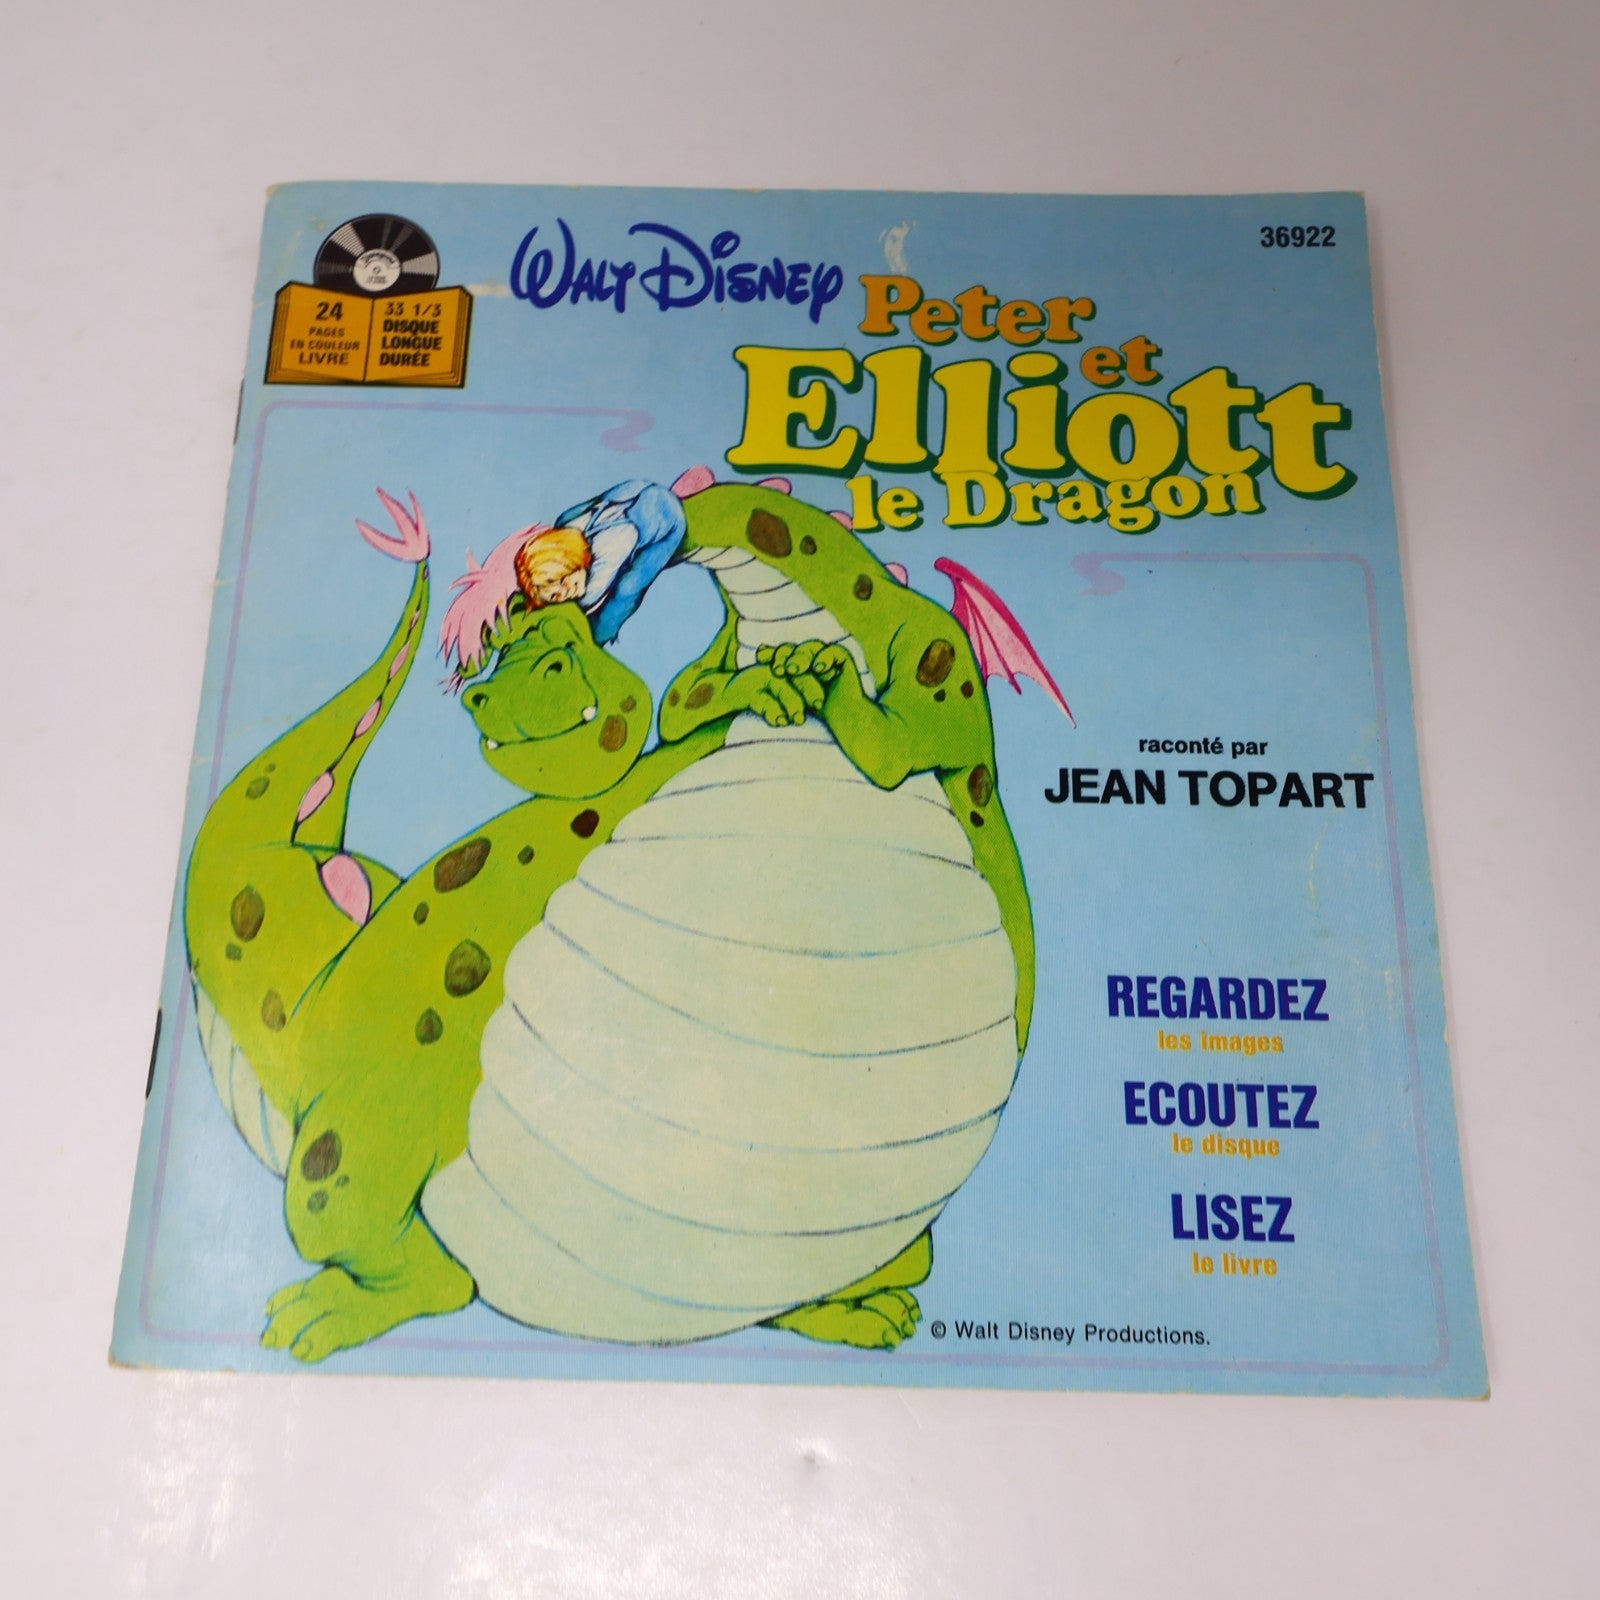 24
PAGES
EN COULEUR
LIVRE
33 1/3
DISQUE
LONGUE
DURÉE
WALT DISNEY
36922
Peter
et
Elliott
le Dragon
raconté par
JEAN TOPART
REGARDEZ
les images
ECOUTEZ
le disque
LISEZ
le livre
© Walt Disney Productions.